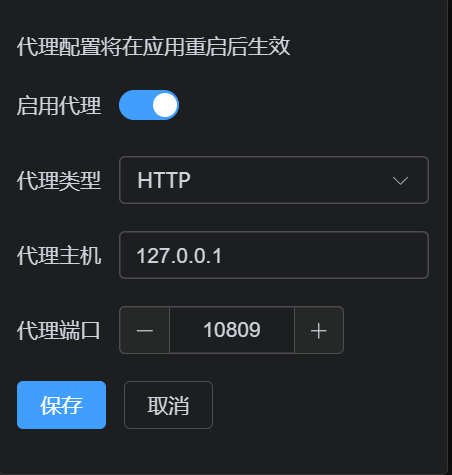 代理配置将在应用重启后生效
启用代理
代理类型 HTTP
代理主机 127.0.0.1
代理端口 10809
保存 取消